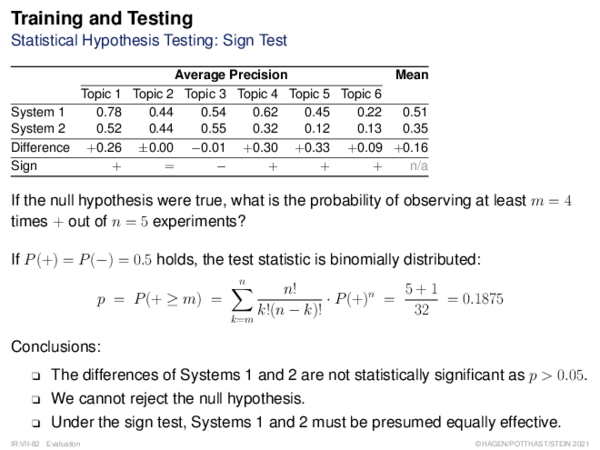 Training and Testing
Statistical Hypothesis Testing: Sign Test
Average Precision Mean
Topic 1 Topic 2 Topic 3 Topic 4 Topic 5 Topic 6
System 1 0.78 0.44 0.54 0.62 0.45 0.22 0.51
System 2 0.52 0.44 0.55 0.32 0.12 0.13 0.35
Difference +0.26 ±0.00 −0.01 +0.30 +0.33 +0.09 +0.16
Sign + = − + + + n/a
If the null hypothesis were true, what is the probability of observing at least m = 4
times + out of n = 5 experiments?
If P(+) = P(−) = 0.5 holds, the test statistic is binomially distributed:
p = P(+ ≥ m) = ∑_{k=m}^{n} n!/(k!(n − k)!) · P(+)^n = (5 + 1)/32 = 0.1875
Conclusions:
❑ The differences of Systems 1 and 2 are not statistically significant as p > 0.05.
❑ We cannot reject the null hypothesis.
❑ Under the sign test, Systems 1 and 2 must be presumed equally effective.
IR:VII-82 Evaluation ©HAGEN/POTTHAST/STEIN 2021